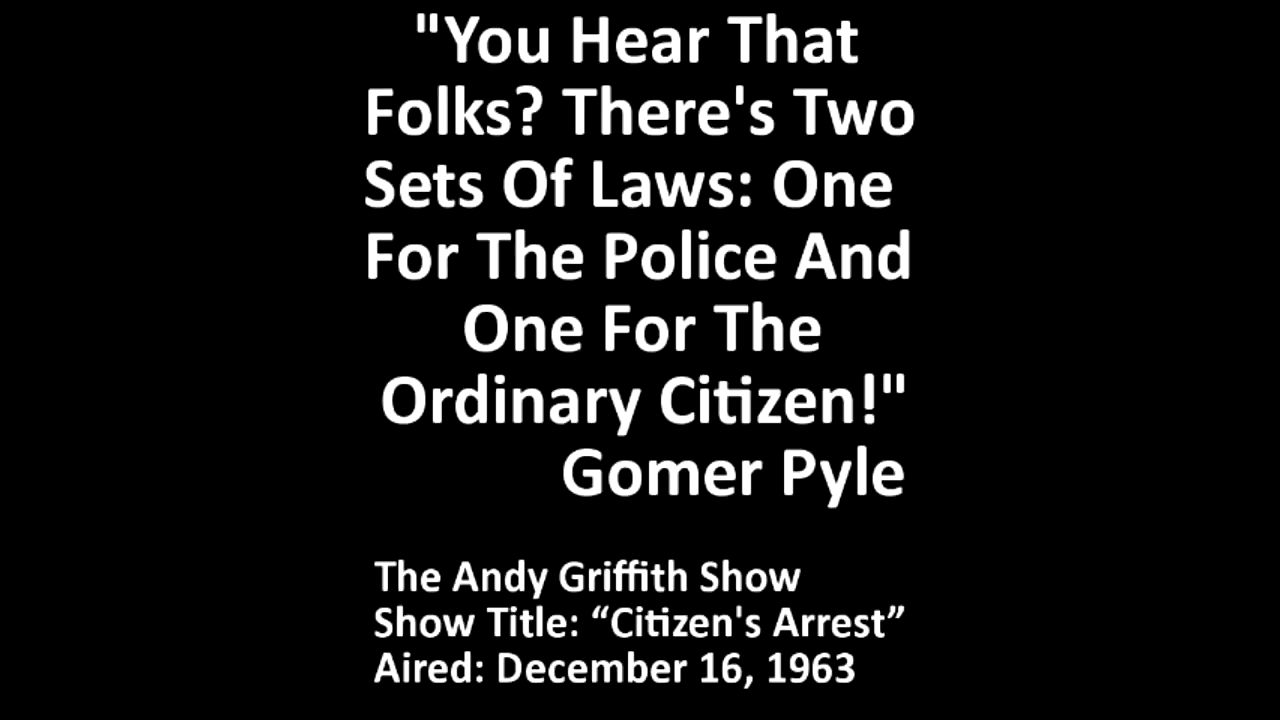 "You Hear That
Folks? There's Two
Sets Of Laws: One
For The Police And
One For The
Ordinary Citizen!"
Gomer Pyle
The Andy Griffith Show
Show Title: “Citizen's Arrest”
Aired: December 16, 1963